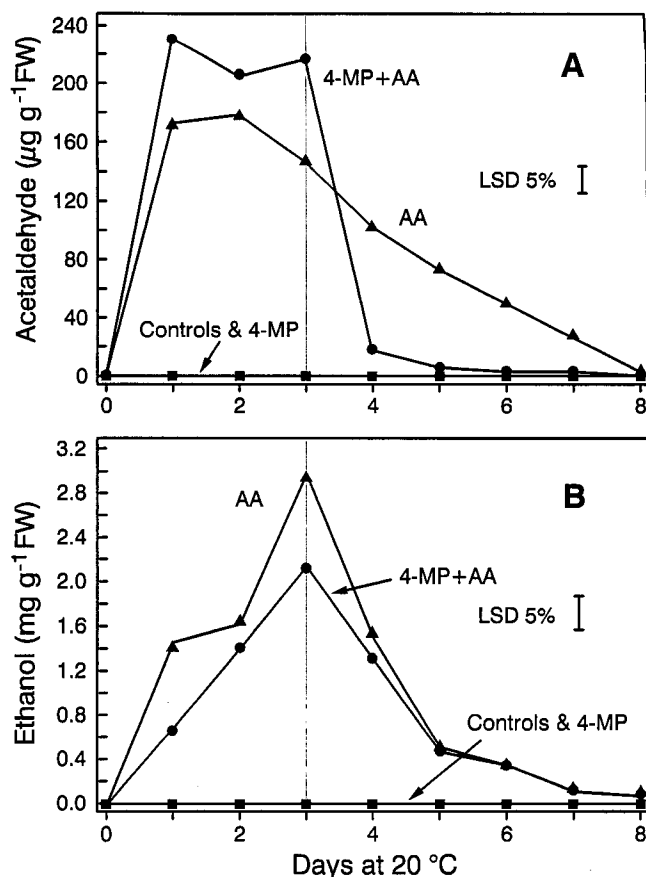 240
200
160
120
80
40
0
Acetaldehyde (µg g⁻¹FW)
A
4-MP+AA
LSD 5%
AA
Controls & 4-MP
0 2 4 6 8
3.2
2.8
2.4
2.0
1.6
1.2
0.8
0.4
0.0
Ethanol (mg g⁻¹FW)
B
AA
4-MP+AA
LSD 5%
Controls & 4-MP
0 2 4 6 8
Days at 20 °C